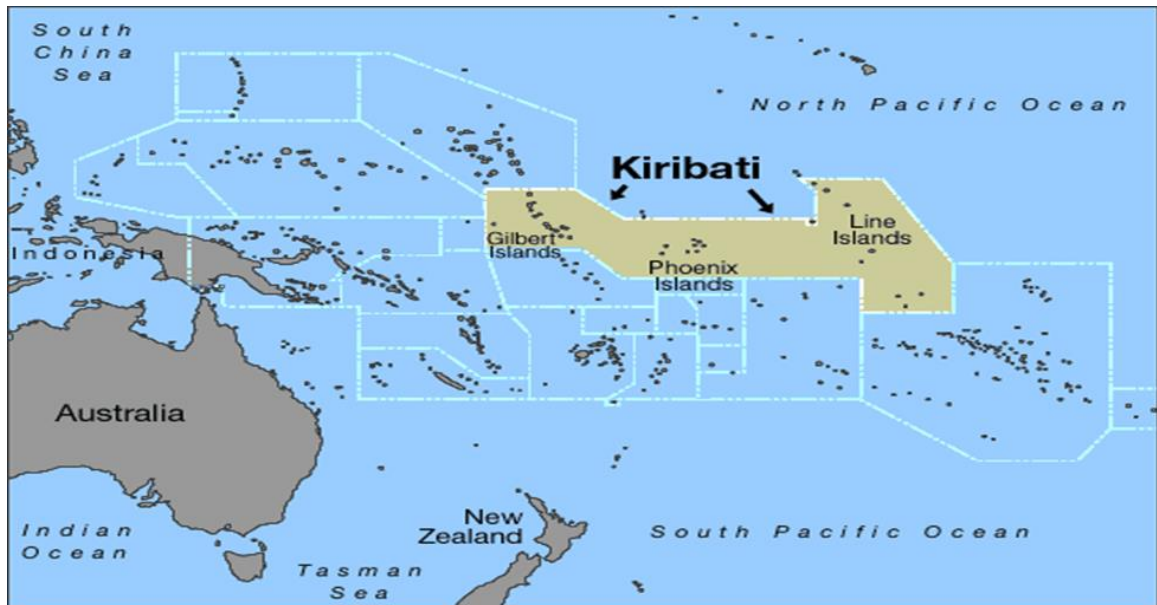 South
China
Sea
North Pacific Ocean
Kiribati
Line
Islands
Gilbert
Islands
Phoenix
Islands
Indonesia
Australia
New
Zealand
South Pacific Ocean
Indian
Ocean
Tasman
Sea